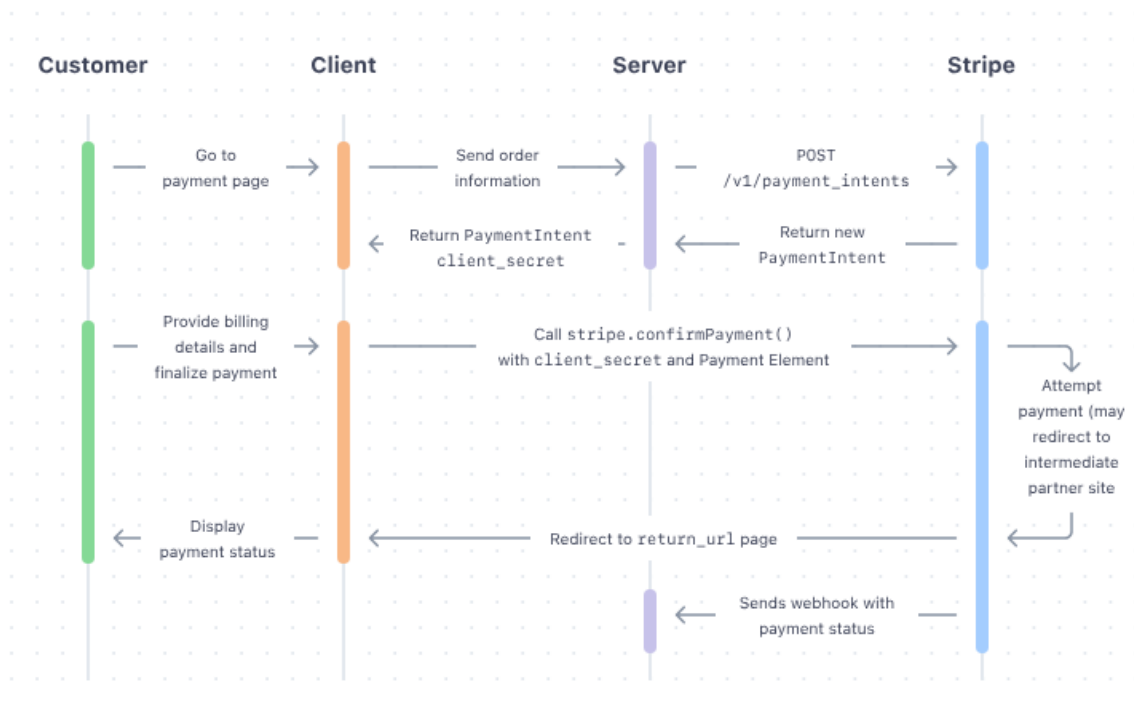 Customer
Client
Server
Stripe
Go to
payment page
Send order
information
POST
/v1/payment_intents
Return PaymentIntent
client_secret
Return new
PaymentIntent
Provide billing
details and
finalize payment
Call stripe.confirmPayment()
with client_secret and Payment Element
Attempt
payment (may
redirect to
intermediate
partner site
Display
payment status
Redirect to return_url page
Sends webhook with
payment status